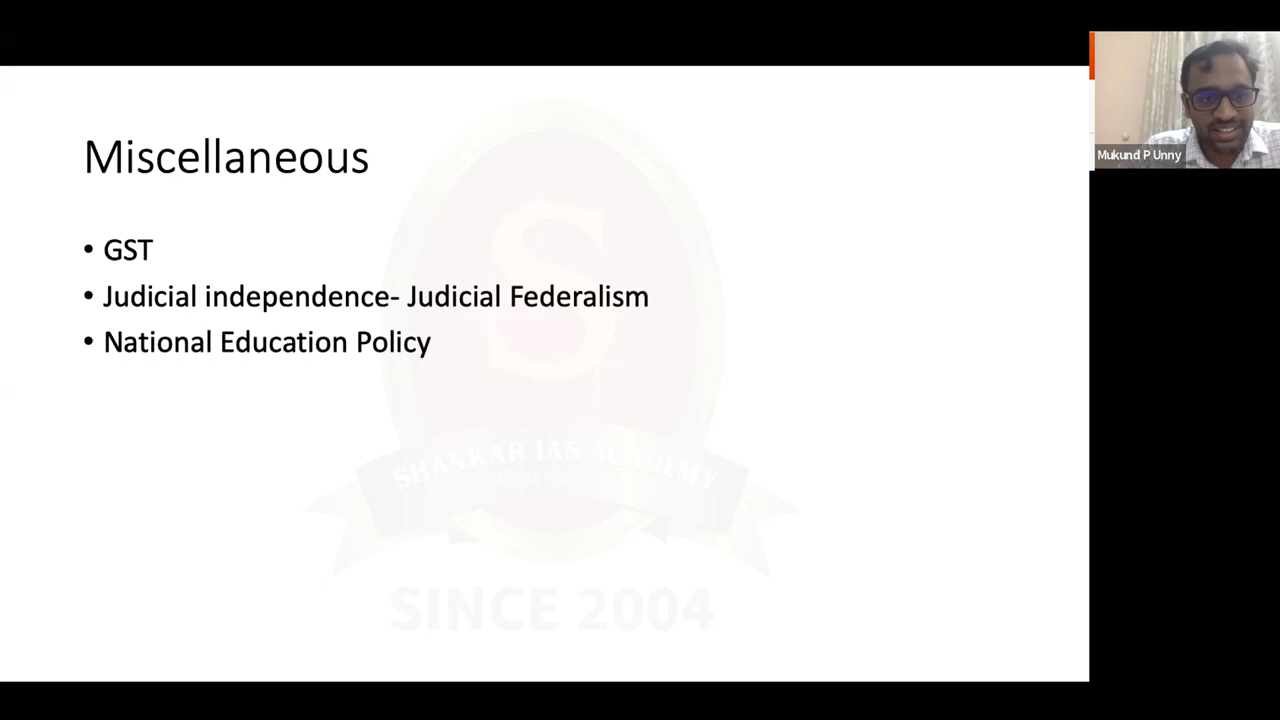 Miscellaneous
• GST
• Judicial independence- Judicial Federalism
• National Education Policy
SHANKAR IAS ACADEMY
SINCE 2004
Mukund P Unny